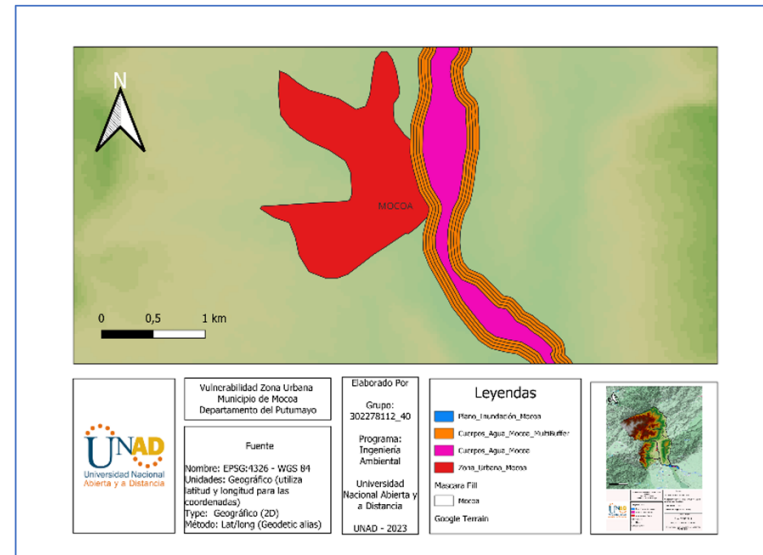 N
MOCOA
0 0,5 1 km
UNAD
Universidad Nacional
Abierta y a Distancia
Vulnerabilidad Zona Urbana
Municipio de Mocoa
Departamento del Putumayo
Fuente
Nombre: EPSG:4326 - WGS 84
Unidades: Geográfico (utiliza
latitud y longitud para las
coordenadas)
Type: Geográfico (2D)
Método: Lat/long (Geodetic alias)
Elaborado Por
Grupo:
302278112_40
Programa:
Ingeniería
Ambiental
Universidad
Nacional Abierta y
a Distancia
UNAD - 2023
Leyendas
Plano_Inundación_Mocoa
Cuerpos_Agua_Mocoa_MultiBuffer
Cuerpos_Agua_Mocoa
Zona_Urbana_Mocoa
Mascara Fill
Mocoa
Google Terrain